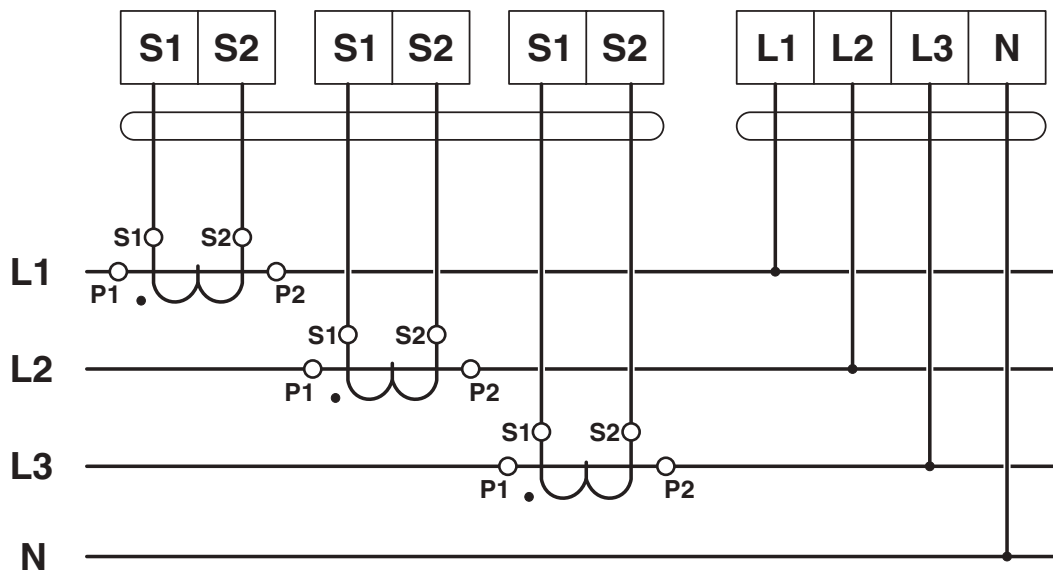 S1 S2 S1 S2 S1 S2 L1 L2 L3 N
S1 S2
L1
P1 P2
S1 S2
L2
P1 P2
S1 S2
L3
P1 P2
N